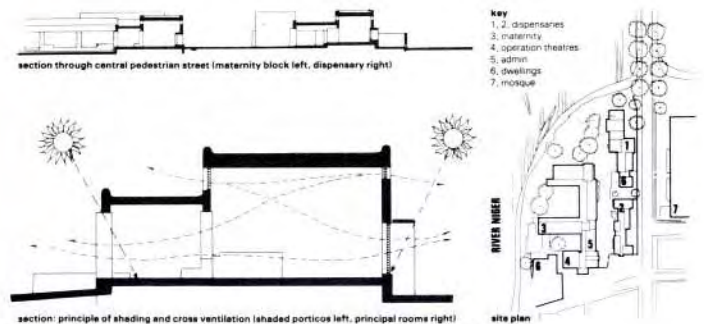 section through central pedestrian street (maternity block left, dispensary right)
key
1, 2, dispensaries
3, maternity
4, operation theatres
5, admin
6, dwellings
7, mosque
1
6
2
3
5
4
6
7
RIVER NIGER
section: principle of shading and cross ventilation (shaded porticos left, principal rooms right)
site plan